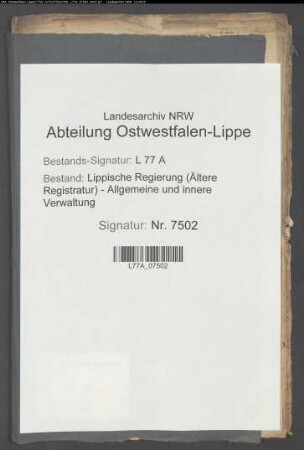 Landesarchiv NRW
Abteilung Ostwestfalen-Lippe
Bestands-Signatur: L 77 A
Bestand: Lippische Regierung (Ältere
Registratur) - Allgemeine und innere
Verwaltung
Signatur: Nr. 7502
L77A_07502